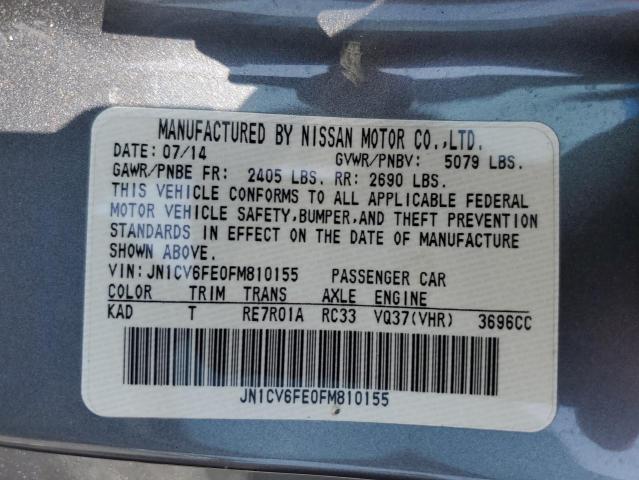 MANUFACTURED BY NISSAN MOTOR CO.,LTD.
DATE: 07/14 GVWR/PNBV: 5079 LBS.
GAWR/PNBE FR: 2405 LBS. RR: 2690 LBS.
THIS VEHICLE CONFORMS TO ALL APPLICABLE FEDERAL
MOTOR VEHICLE SAFETY,BUMPER,AND THEFT PREVENTION
STANDARDS IN EFFECT ON THE DATE OF MANUFACTURE
SHOWN ABOVE.
VIN:JN1CV6FE0FM810155 PASSENGER CAR
COLOR TRIM TRANS AXLE ENGINE
KAD T RE7R01A RC33 VQ37(VHR) 3696CC
JN1CV6FE0FM810155